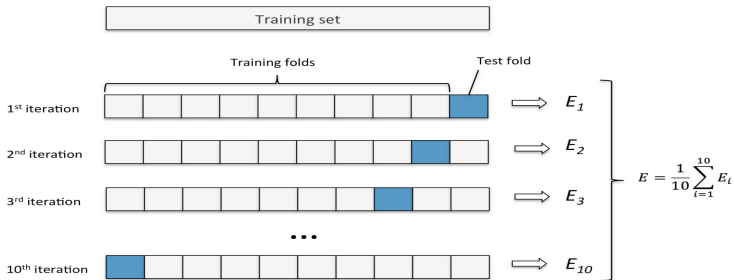 Training set
Training folds
Test fold
1st iteration
E1
2nd iteration
E2
3rd iteration
E3
...
10th iteration
E10
E = 1/10 ∑ i=1 10 Ei